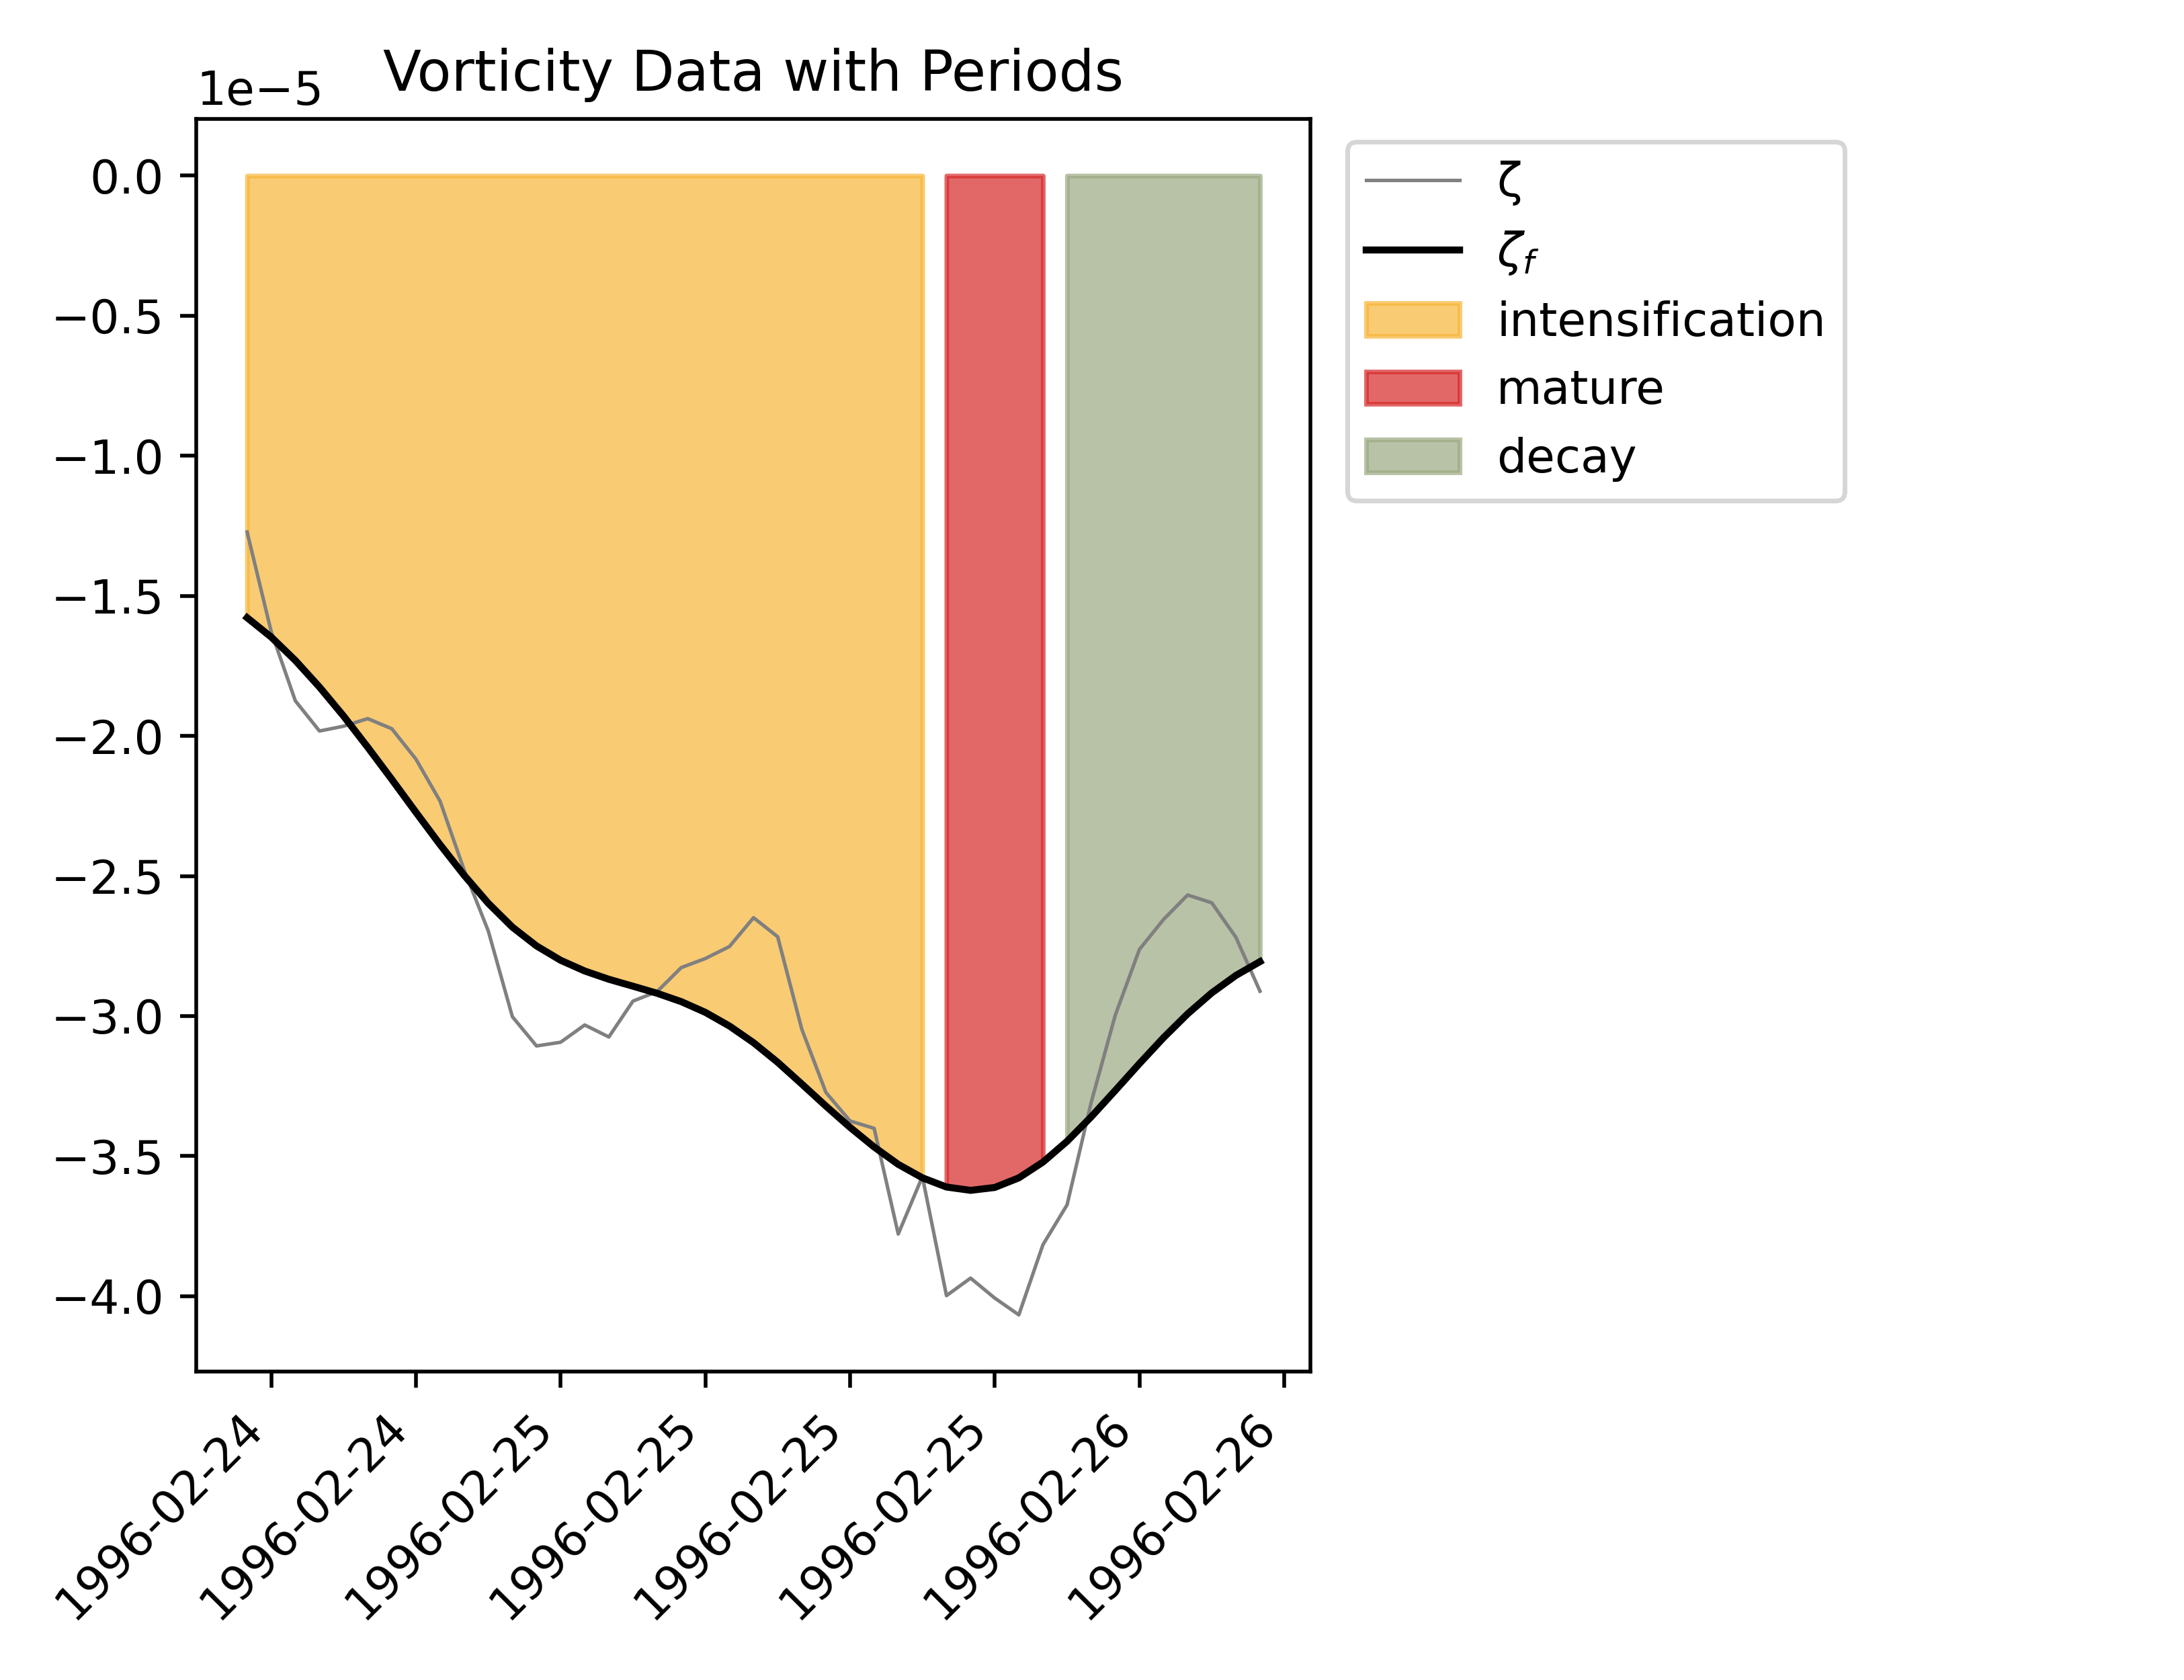 Vorticity Data with Periods
1e−5
0.0
−0.5
−1.0
−1.5
−2.0
−2.5
−3.0
−3.5
−4.0
1996-02-24
1996-02-24
1996-02-25
1996-02-25
1996-02-25
1996-02-25
1996-02-26
1996-02-26
ζ
ζf
intensification
mature
decay